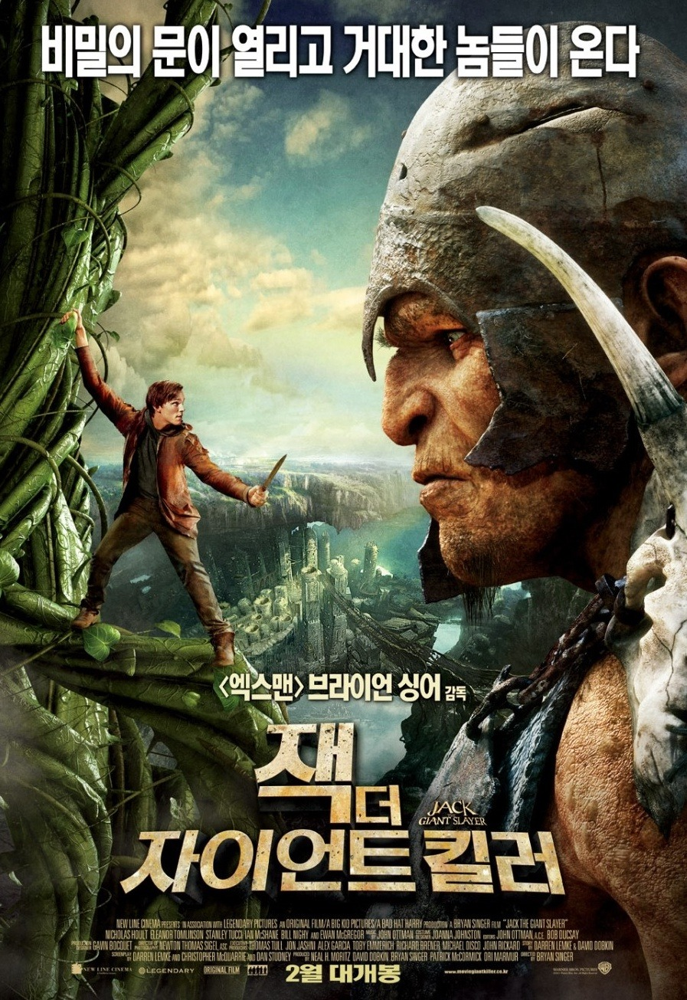 비밀의 문이 열리고 거대한 놈들이 온다
<엑스맨> 브라이언 싱어 감독
잭 더
JACK
GIANT SLAYER
자이언트 킬러
NEW LINE CINEMA PRESENTS IN ASSOCIATION WITH LEGENDARY PICTURES AN ORIGINAL FILM/A BIG KID PICTURES/A BAD HAT HARRY PRODUCTION A BRYAN SINGER FILM "JACK THE GIANT SLAYER"
NICHOLAS HOULT ELEANOR TOMLINSON STANLEY TUCCI IAN McSHANE BILL NIGHY AND EWAN McGREGOR JOHN OTTMAN JOANNA JOHNSTON EDITORS JOHN OTTMAN, A.C.E. BOB DUCSAY
GAVIN BOCQUET DIRECTOR OF PHOTOGRAPHY NEWTON THOMAS SIGEL, ASC EXECUTIVE PRODUCERS THOMAS TULL JON JASHNI ALEX GARCIA TOBY EMMERICH RICHARD BRENER MICHAEL DISCO JOHN RICKARD STORY BY DARREN LEMKE & DAVID DOBKIN
SCREENPLAY BY DARREN LEMKE AND CHRISTOPHER McQUARRIE AND DAN STUDNEY PRODUCED BY NEAL H. MORITZ DAVID DOBKIN BRYAN SINGER PATRICK McCORMICK ORI MARMUR DIRECTED BY BRYAN SINGER
NEW LINE CINEMA LEGENDARY ORIGINAL FILM 2월 대개봉 www.moviegiantkiller.co.kr WARNER BROS. PICTURES